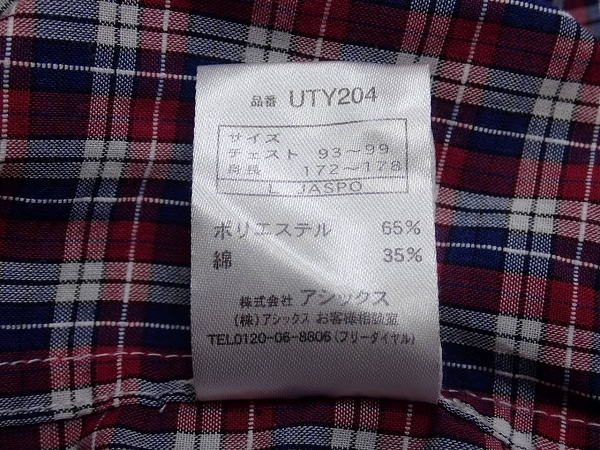 品番 UTY204
サイズ
チェスト 93～99
身長 172～178
L JASPO
ポリエステル 65%
綿 35%
株式会社 アシックス
(株)アシックス お客様相談室
TEL0120-06-8806(フリーダイヤル)